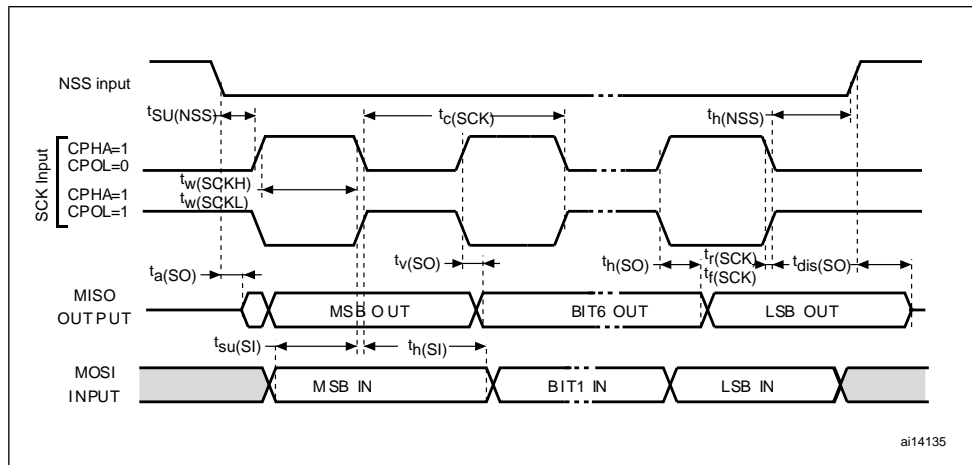 NSS input
tSU(NSS)
tc(SCK)
th(NSS)
SCK Input
CPHA=1
CPOL=0
tw(SCKH)
CPHA=1
tw(SCKL)
CPOL=1
ta(SO)
tv(SO)
th(SO)
tr(SCK)
tf(SCK)
tdis(SO)
MISO
OUTPUT
MSB OUT
BIT6 OUT
LSB OUT
tsu(SI)
th(SI)
MOSI
INPUT
MSB IN
BIT1 IN
LSB IN
ai14135